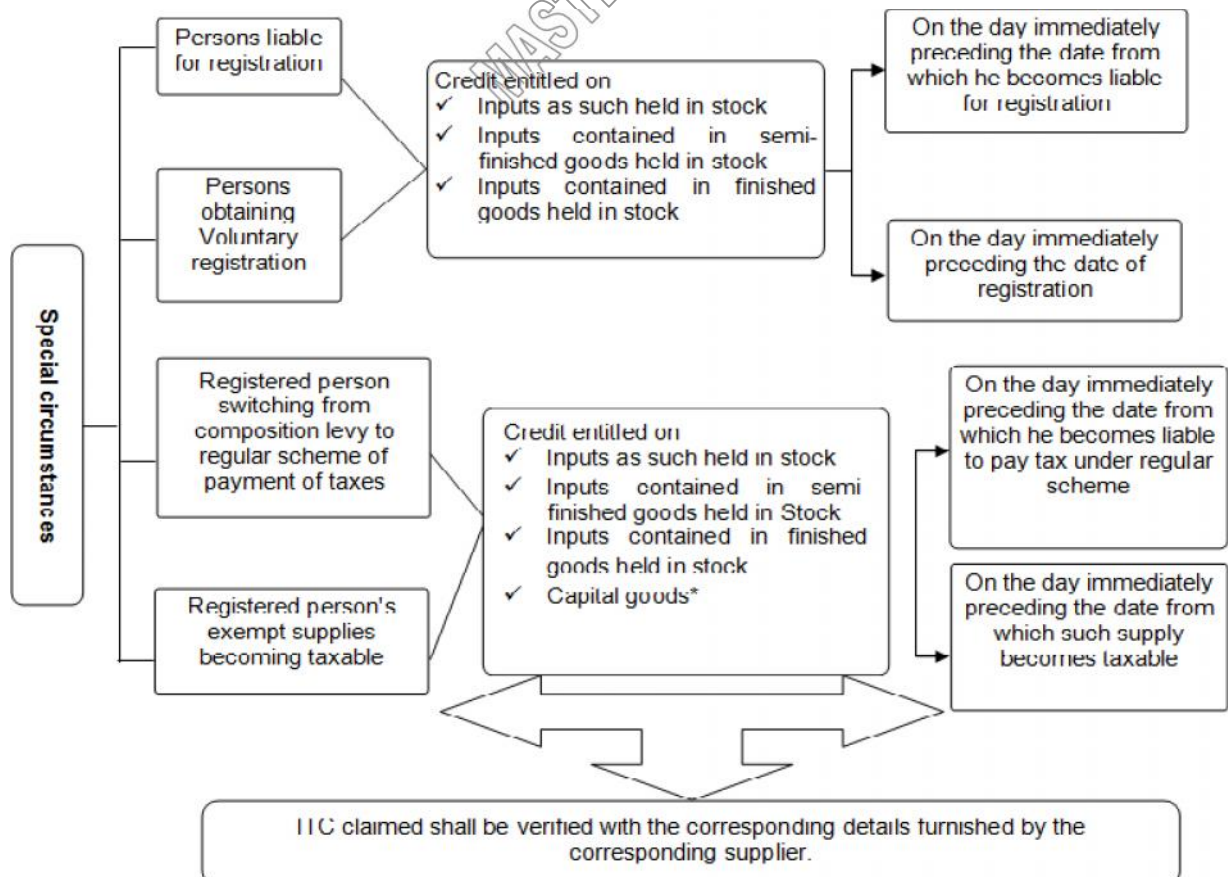 Special circumstances
Persons liable
for registration
Persons
obtaining
Voluntary
registration
Credit entitled on
✓ Inputs as such held in stock
✓ Inputs contained in semi-
finished goods held in stock
✓ Inputs contained in finished
goods held in stock
On the day immediately
preceding the date from
which he becomes liable
for registration
On the day immediately
preceding the date of
registration
Registered person
switching from
composition levy to
regular scheme of
payment of taxes
Registered person's
exempt supplies
becoming taxable
Credit entitled on
✓ Inputs as such held in stock
✓ Inputs contained in semi
finished goods held in Stock
✓ Inputs contained in finished
goods held in stock
✓ Capital goods*
On the day immediately
preceding the date from
which he becomes liable
to pay tax under regular
scheme
On the day immediately
preceding the date from
which such supply
becomes taxable
ITC claimed shall be verified with the corresponding details furnished by the
corresponding supplier.